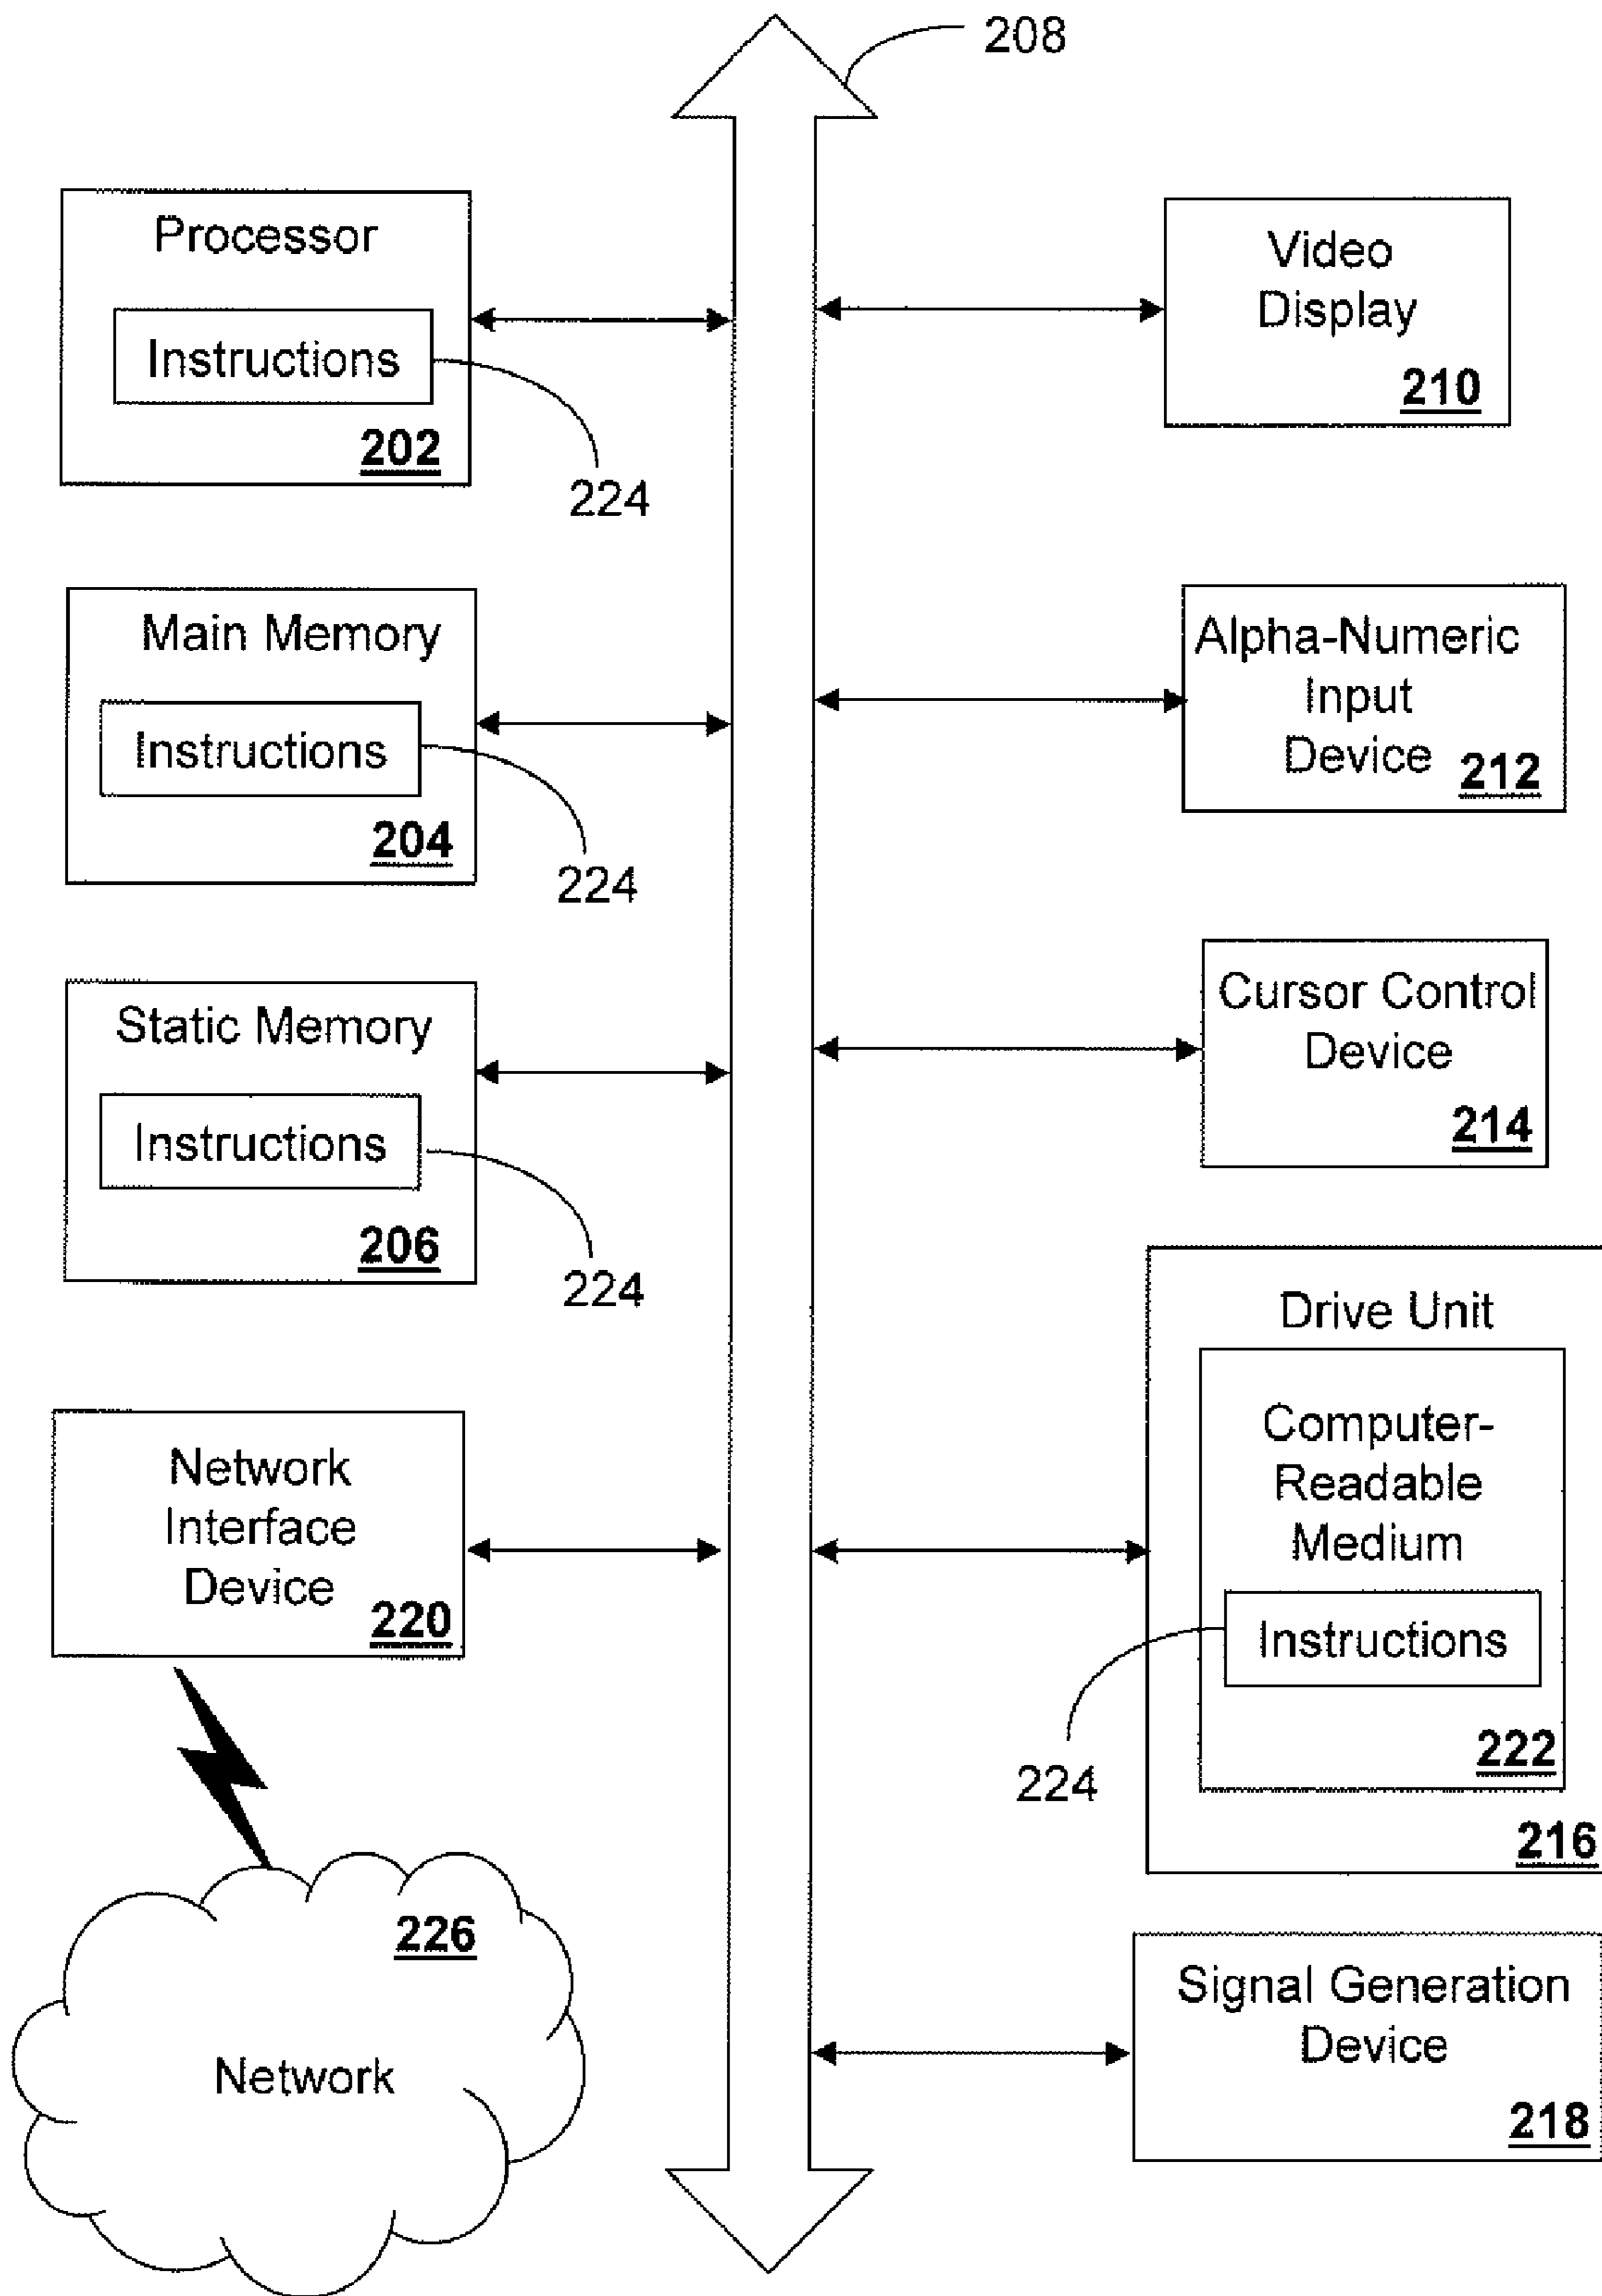 208
Processor
Instructions
202
224
Main Memory
Instructions
204
224
Static Memory
Instructions
206
224
Network
Interface
Device
220
226
Network
Video
Display
210
Alpha-Numeric
Input
Device
212
Cursor Control
Device
214
Drive Unit
Computer-
Readable
Medium
Instructions
222
224
216
Signal Generation
Device
218